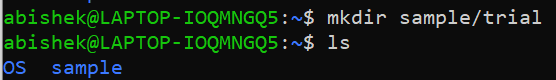 abishek@LAPTOP-IOQMNGQ5:~$ mkdir sample/trial
abishek@LAPTOP-IOQMNGQ5:~$ ls
OS  sample